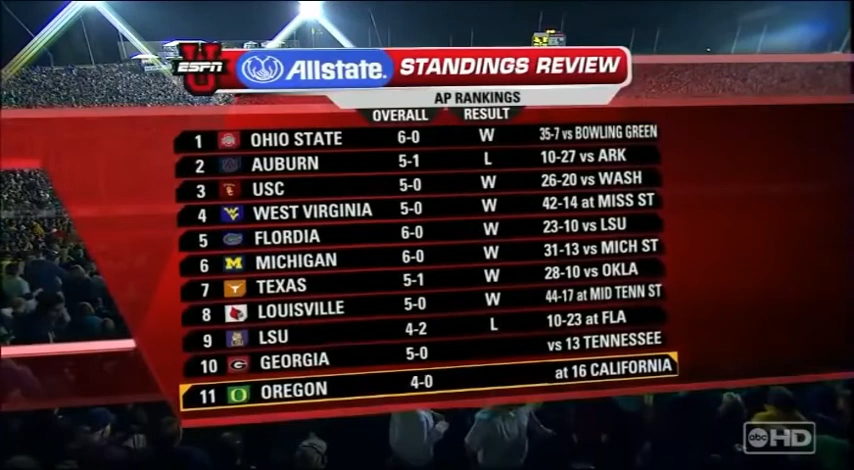 ESPN U Allstate. STANDINGS REVIEW
AP RANKINGS
OVERALL RESULT
1 OHIO STATE 6-0 W 35-7 vs BOWLING GREEN
2 AUBURN 5-1 L 10-27 vs ARK
3 USC 5-0 W 26-20 vs WASH
4 WEST VIRGINIA 5-0 W 42-14 at MISS ST
5 FLORDIA 6-0 W 23-10 vs LSU
6 MICHIGAN 6-0 W 31-13 vs MICH ST
7 TEXAS 5-1 W 28-10 vs OKLA
8 LOUISVILLE 5-0 W 44-17 at MID TENN ST
9 LSU 4-2 L 10-23 at FLA
10 GEORGIA 5-0 vs 13 TENNESSEE
11 OREGON 4-0 at 16 CALIFORNIA
abc HD